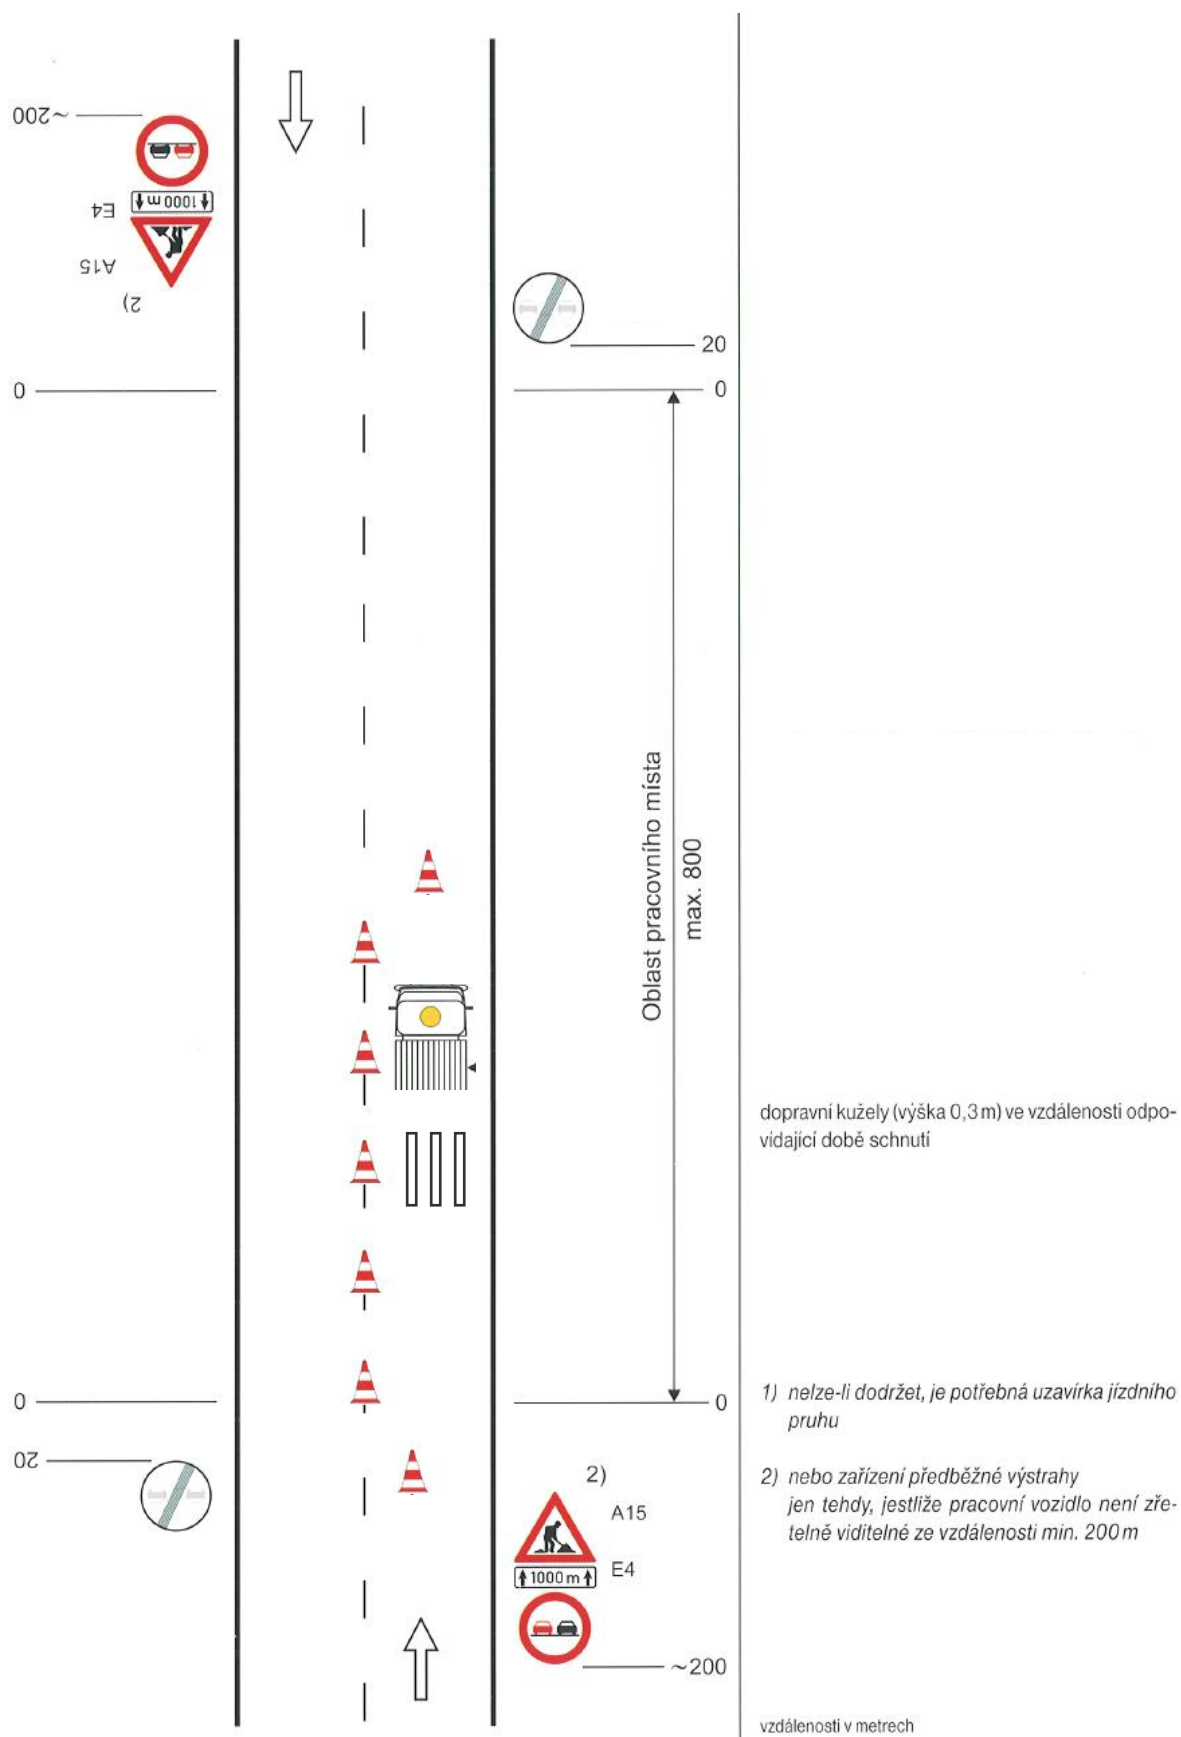 ~200
1000 m
E4
A15
2)
20
0
0
Oblast pracovního místa
max. 800
dopravní kužely (výška 0,3 m) ve vzdálenosti odpo-
vídající době schnutí
0
0
1) nelze-li dodržet, je potřebná uzavírka jízdního
pruhu
20
2)
A15
1000 m
E4
~200
2) nebo zařízení předběžné výstrahy
jen tehdy, jestliže pracovní vozidlo není zře-
telně viditelné ze vzdálenosti min. 200 m
vzdálenosti v metrech